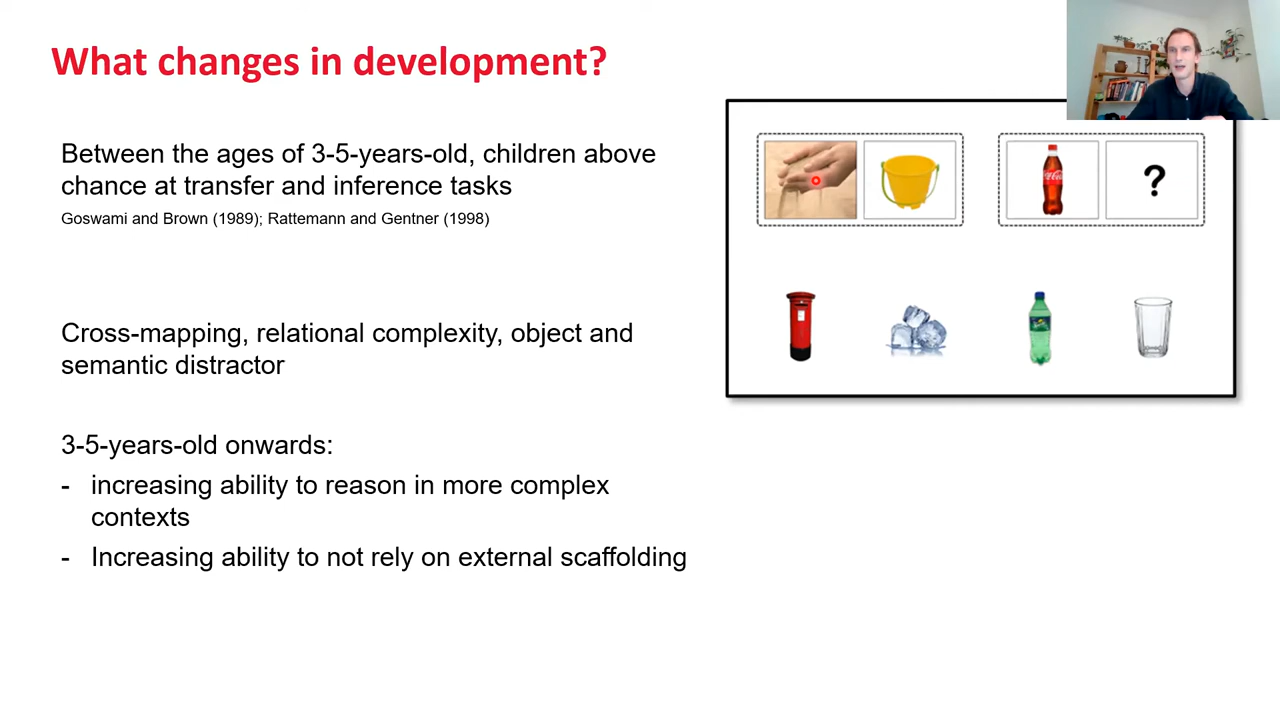 What changes in development?
Between the ages of 3-5-years-old, children above
chance at transfer and inference tasks
Goswami and Brown (1989); Rattemann and Gentner (1998)
Cross-mapping, relational complexity, object and
semantic distractor
3-5-years-old onwards:
- increasing ability to reason in more complex
contexts
- Increasing ability to not rely on external scaffolding
Coca-Cola
?